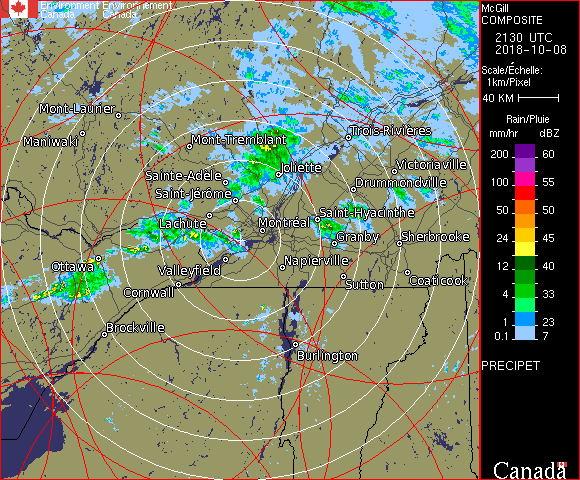 Environment Environnement
Canada Canada
Mont-Laurier
Maniwaki
Mont-Tremblant
Trois-Rivières
Joliette
Victoriaville
Sainte-Adèle
Drummondville
Saint-Jérôme
Saint-Hyacinthe
Lachute
Montréal
Granby
Sherbrooke
Ottawa
Valleyfield
Napierville
Cornwall
Sutton
Coaticook
Brockville
Burlington
McGill
COMPOSITE
2130 UTC
2018-10-08
Scale/Échelle:
1km/Pixel
40 KM
Rain/Pluie
mm/hr dBZ
200 60
100 55
50 50
24 45
12 40
4 33
1 23
0.1 7
PRECIPET
Canada